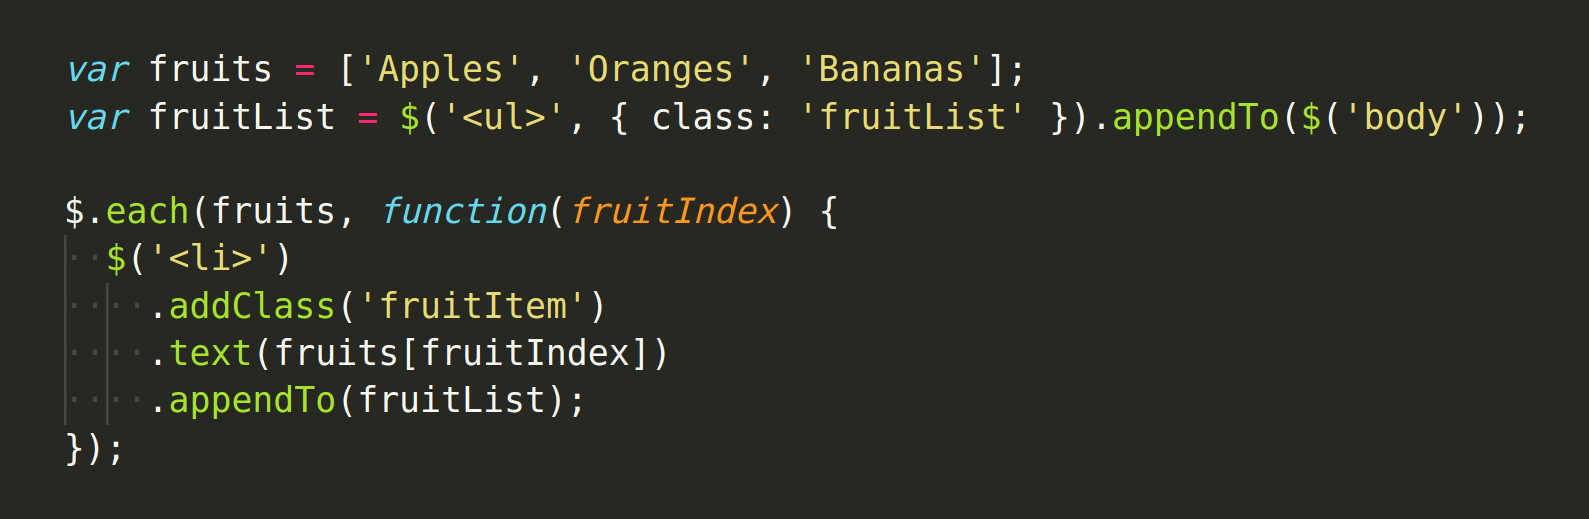 var fruits = ['Apples', 'Oranges', 'Bananas'];
var fruitList = $('<ul>', { class: 'fruitList' }).appendTo($('body'));

$.each(fruits, function(fruitIndex) {
  $('<li>')
    .addClass('fruitItem')
    .text(fruits[fruitIndex])
    .appendTo(fruitList);
});